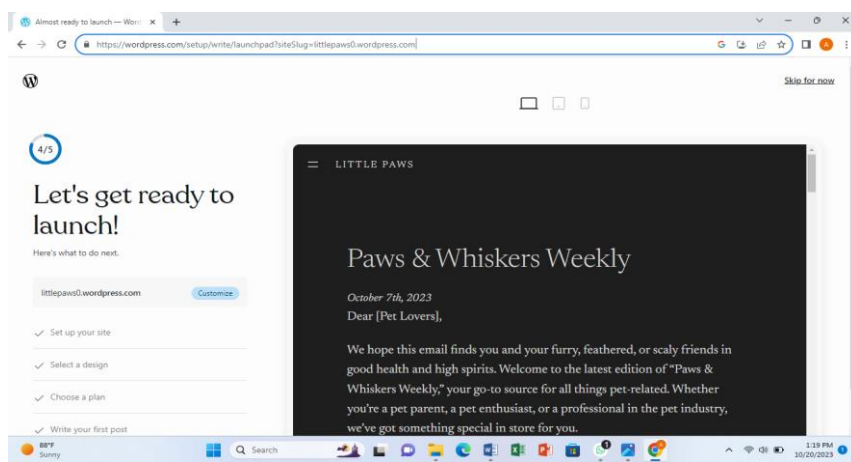 Almost ready to launch — Word
https://wordpress.com/setup/write/launchpad?siteSlug=littlepaws0.wordpress.com
Skip for now
4/5
Let's get ready to
launch!
Here's what to do next.
littlepaws0.wordpress.com
Customize
Set up your site
Select a design
Choose a plan
Write your first post
LITTLE PAWS
Paws & Whiskers Weekly
October 7th, 2023
Dear [Pet Lovers],
We hope this email finds you and your furry, feathered, or scaly friends in
good health and high spirits. Welcome to the latest edition of “Paws &
Whiskers Weekly,” your go-to source for all things pet-related. Whether
you’re a pet parent, a pet enthusiast, or a professional in the pet industry,
we’ve got something special in store for you.
88°F
Sunny
Search
1:19 PM
10/20/2023